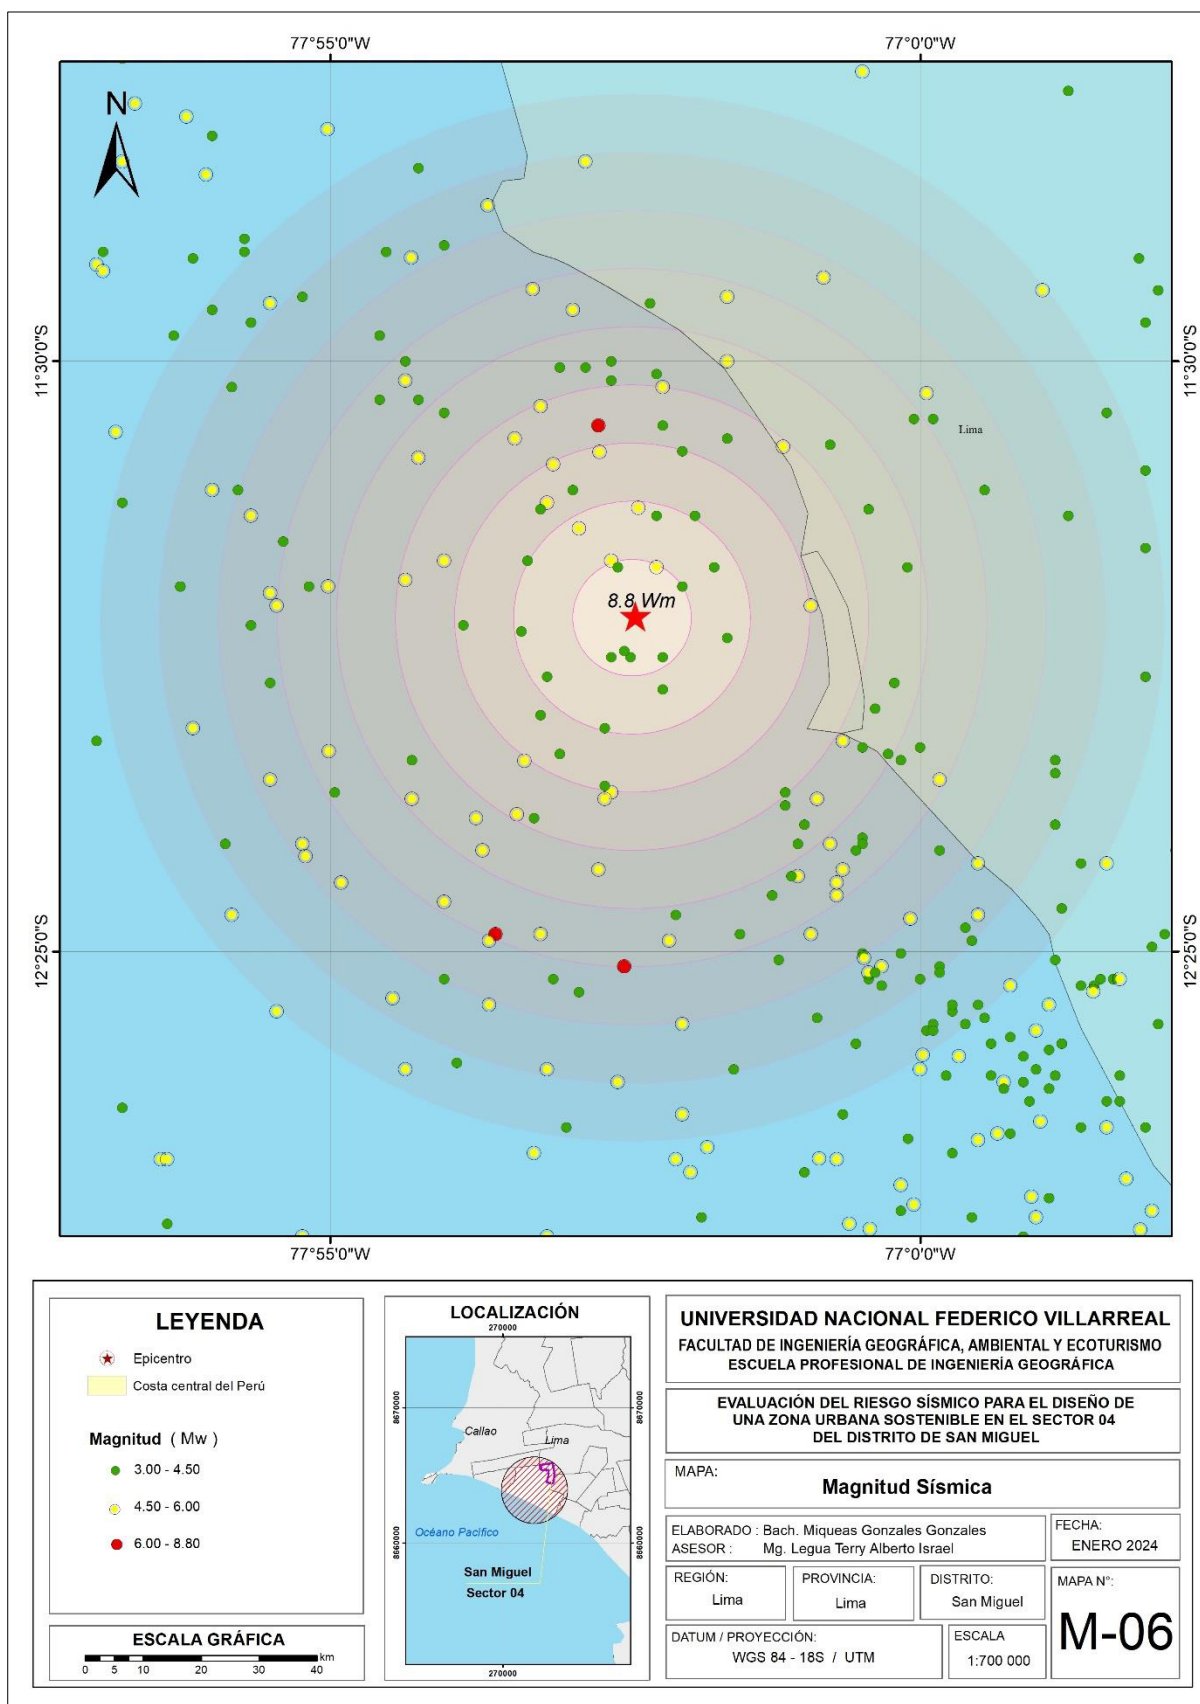 77°55'0"W
77°0'0"W
N
11°30'0"S
11°30'0"S
Lima
8.8 Wm
12°25'0"S
12°25'0"S
77°55'0"W
77°0'0"W
LEYENDA
Epicentro
Costa central del Perú
Magnitud ( Mw )
3.00 - 4.50
4.50 - 6.00
6.00 - 8.80
ESCALA GRÁFICA
km
0 5 10 20 30 40
LOCALIZACIÓN
270000
8670000
8670000
Callao
Lima
Océano Pacífico
8660000
8660000
San Miguel
Sector 04
270000
UNIVERSIDAD NACIONAL FEDERICO VILLARREAL
FACULTAD DE INGENIERÍA GEOGRÁFICA, AMBIENTAL Y ECOTURISMO
ESCUELA PROFESIONAL DE INGENIERÍA GEOGRÁFICA
EVALUACIÓN DEL RIESGO SÍSMICO PARA EL DISEÑO DE
UNA ZONA URBANA SOSTENIBLE EN EL SECTOR 04
DEL DISTRITO DE SAN MIGUEL
MAPA:
Magnitud Sísmica
ELABORADO : Bach. Miqueas Gonzales Gonzales
ASESOR : Mg. Legua Terry Alberto Israel
FECHA:
ENERO 2024
REGIÓN:
Lima
PROVINCIA:
Lima
DISTRITO:
San Miguel
MAPA N°:
M-06
DATUM / PROYECCIÓN:
WGS 84 - 18S / UTM
ESCALA
1:700 000